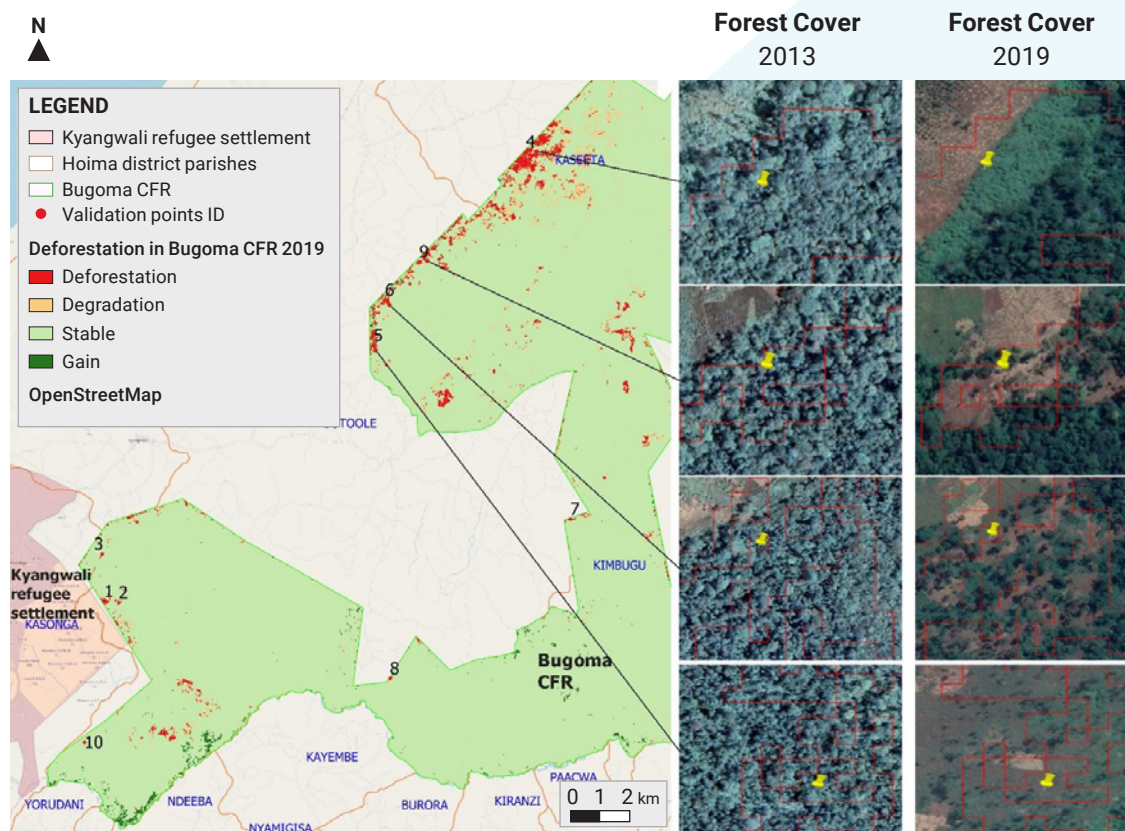 N
Forest Cover
2013
Forest Cover
2019
LEGEND
Kyangwali refugee settlement
Hoima district parishes
Bugoma CFR
Validation points ID
Deforestation in Bugoma CFR 2019
Deforestation
Degradation
Stable
Gain
OpenStreetMap
4
KASEETA
9
6
5
TOOLE
7
3
KIMBUGU
Kyangwali
refugee
settlement
1 2
KASONGA
8
Bugoma
CFR
10
KAYEMBE
PAACWA
YORUDANI
NDEEBA
BURORA
KIRANZI
NYAMIGISA
0 1 2 km